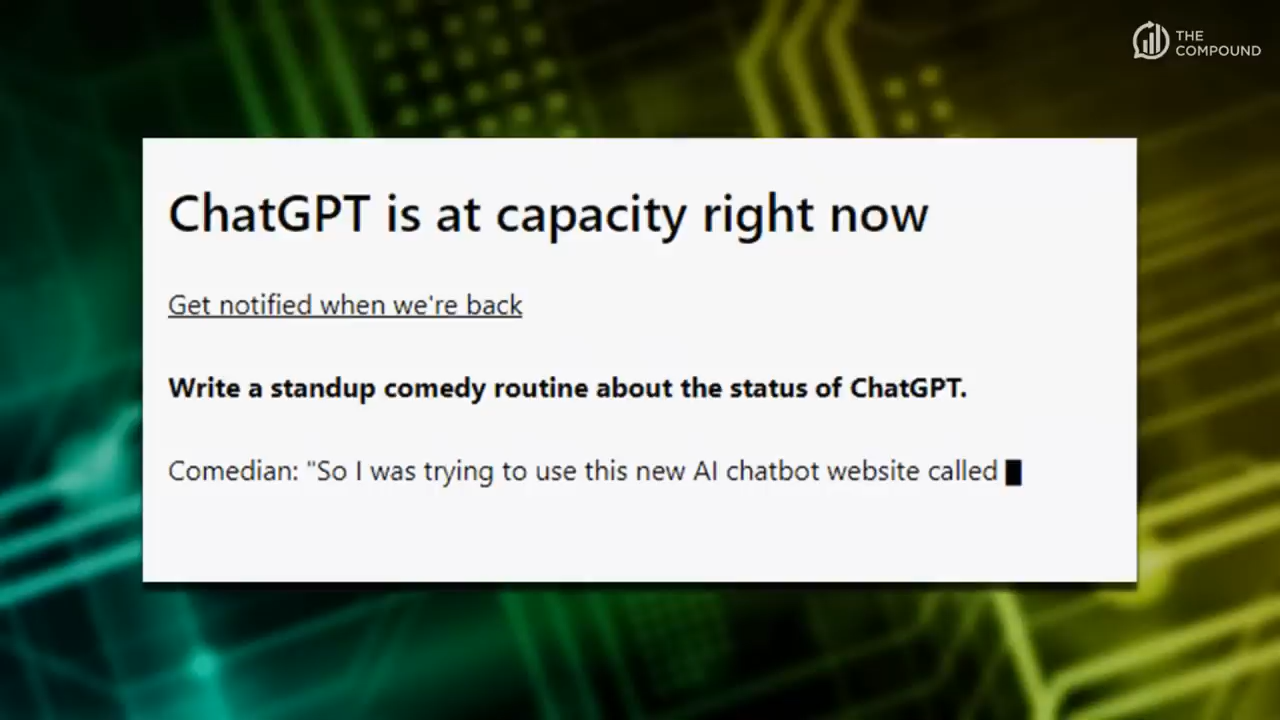 THE
COMPOUND
ChatGPT is at capacity right now
Get notified when we're back
Write a standup comedy routine about the status of ChatGPT.
Comedian: "So I was trying to use this new AI chatbot website called